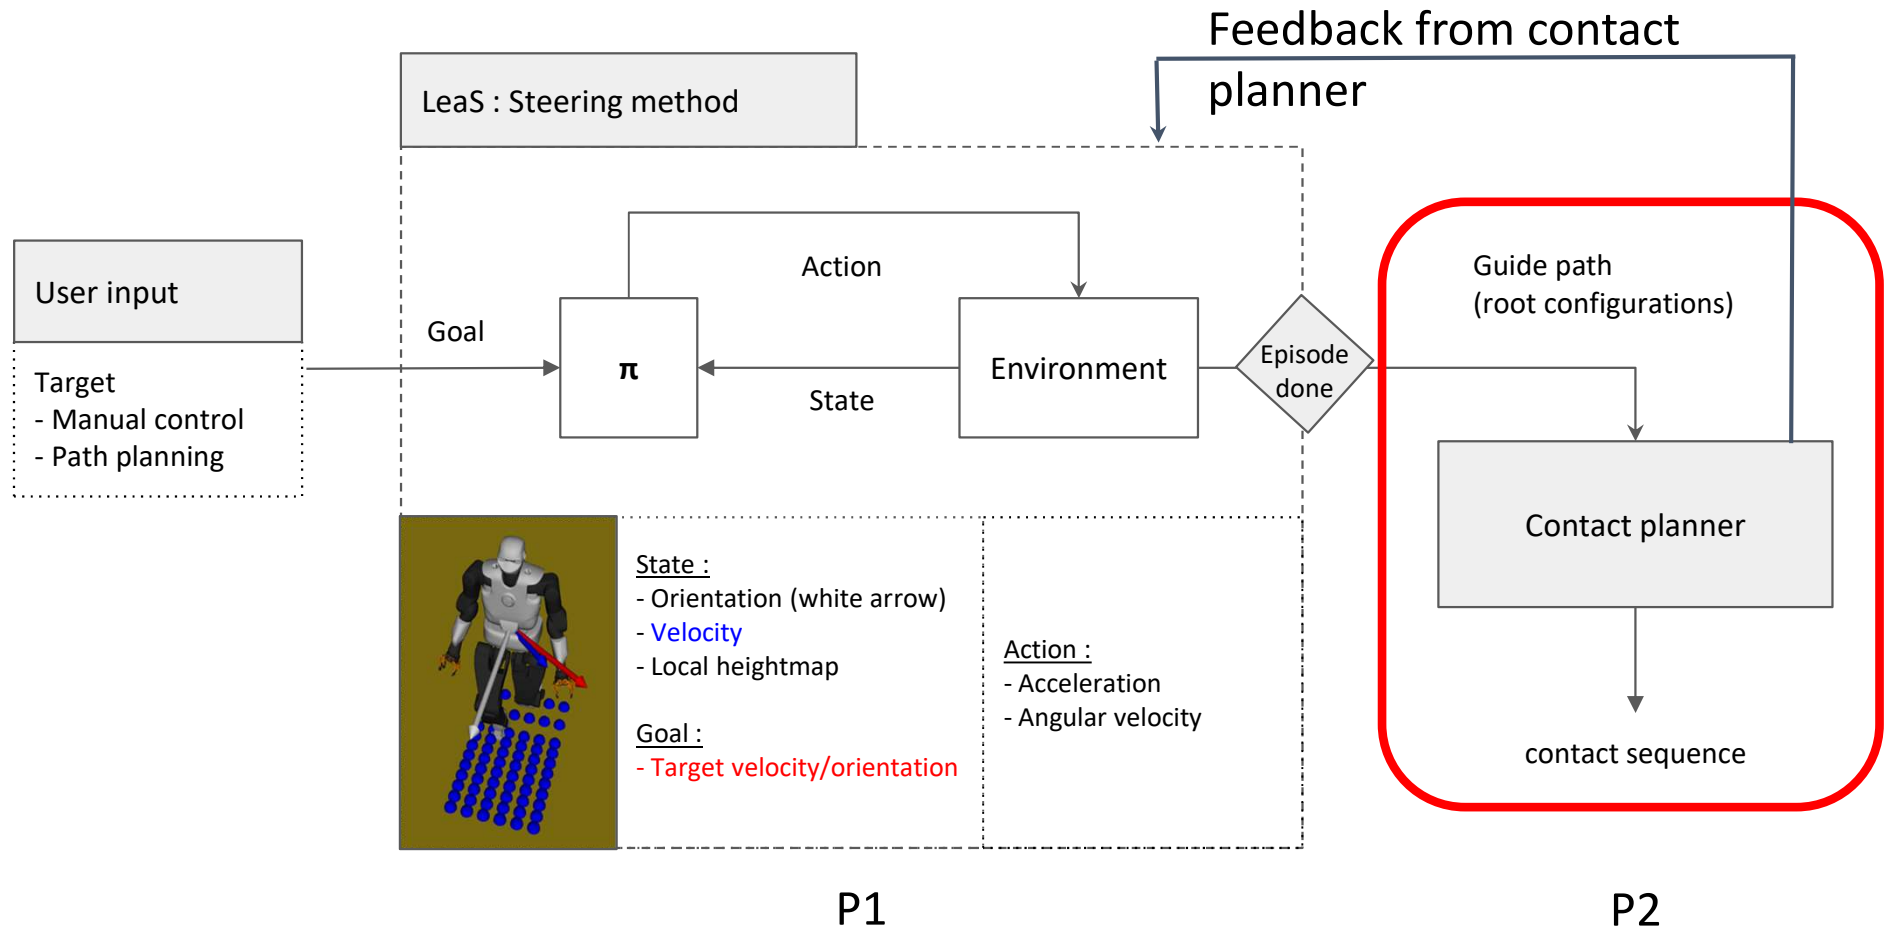 Feedback from contact
planner
LeaS : Steering method
User input
Target
- Manual control
- Path planning
Goal
Action
π
State
Environment
Episode
done
Guide path
(root configurations)
Contact planner
contact sequence
State :
- Orientation (white arrow)
- Velocity
- Local heightmap
Goal :
- Target velocity/orientation
Action :
- Acceleration
- Angular velocity
P1
P2